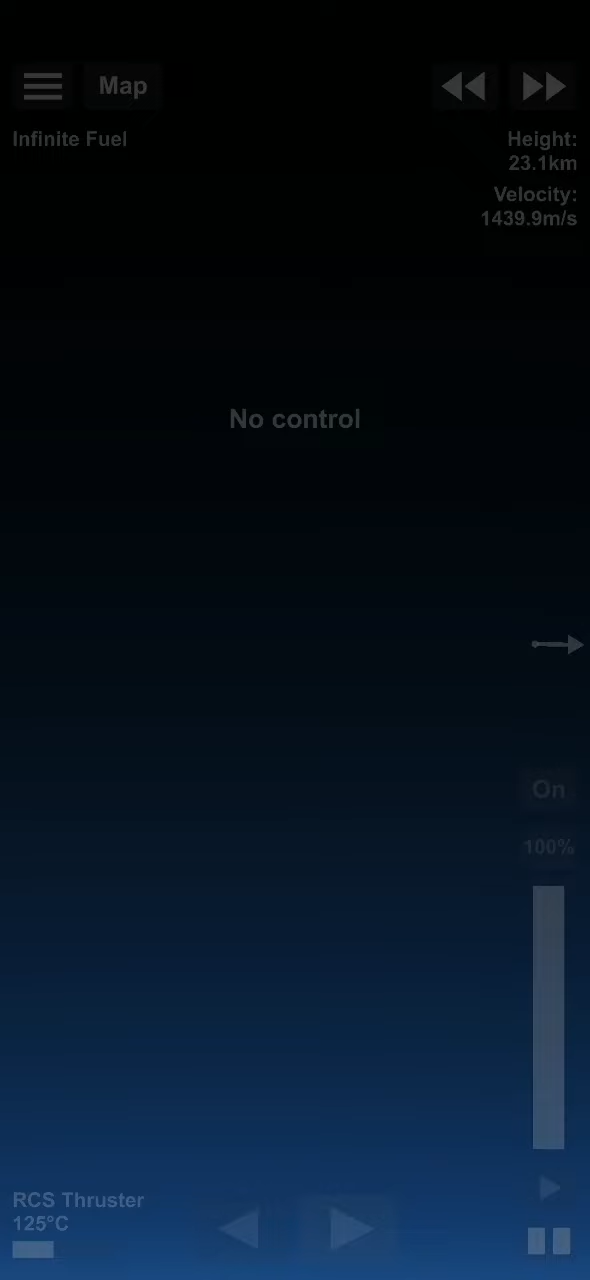 Map
Infinite Fuel
Height:
23.1km
Velocity:
1439.9m/s
No control
On
100%
RCS Thruster
125°C